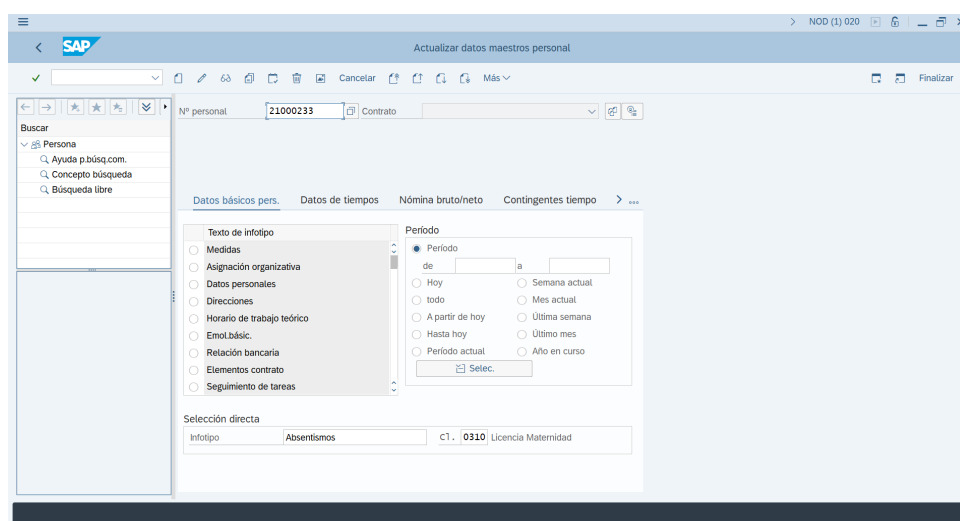 NOD (1) 020
SAP
Actualizar datos maestros personal
Cancelar Más Finalizar
Buscar
Persona
Ayuda p.búsq.com.
Concepto búsqueda
Búsqueda libre
Nº personal 21000233 Contrato
Datos básicos pers. Datos de tiempos Nómina bruto/neto Contingentes tiempo
Texto de infotipo
Medidas
Asignación organizativa
Datos personales
Direcciones
Horario de trabajo teórico
Emol.básic.
Relación bancaria
Elementos contrato
Seguimiento de tareas
Período
Período
de a
Hoy Semana actual
todo Mes actual
A partir de hoy Última semana
Hasta hoy Último mes
Período actual Año en curso
Selec.
Selección directa
Infotipo Absentismos Cl. 0310 Licencia Maternidad